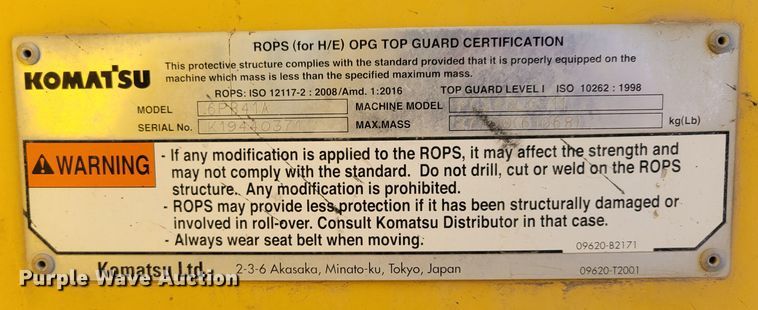 ROPS (for H/E) OPG TOP GUARD CERTIFICATION
KOMATSU
This protective structure complies with the standard provided that it is properly equipped on the
machine which mass is less than the specified maximum mass.
ROPS: ISO 12117-2 : 2008/Amd. 1:2016 TOP GUARD LEVEL I ISO 10262 : 1998
MODEL MACHINE MODEL
SERIAL No. MAX.MASS kg(Lb)
WARNING
- If any modification is applied to the ROPS, it may affect the strength and
may not comply with the standard. Do not drill, cut or weld on the ROPS
structure. Any modification is prohibited.
- ROPS may provide less protection if it has been structurally damaged or
involved in roll-over. Consult Komatsu Distributor in that case.
- Always wear seat belt when moving.
09620-B2171
Komatsu Ltd. 2-3-6 Akasaka, Minato-ku, Tokyo, Japan 09620-T2001
Purple Wave Auction